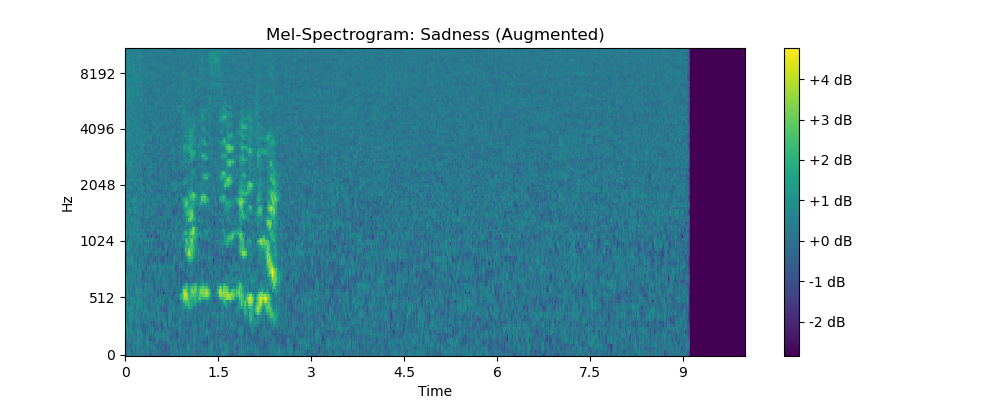 Mel-Spectrogram: Sadness (Augmented)
8192
4096
2048
1024
512
0
Hz
0 1.5 3 4.5 6 7.5 9
Time
+4 dB
+3 dB
+2 dB
+1 dB
+0 dB
-1 dB
-2 dB